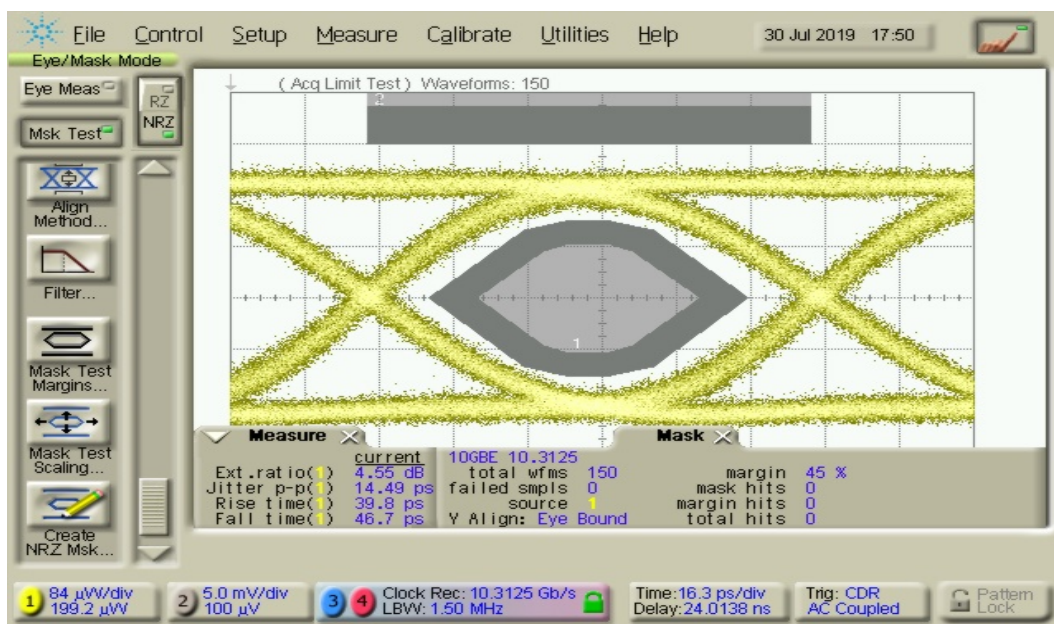 File Control Setup Measure Calibrate Utilities Help 30 Jul 2019 17:50
Eye/Mask Mode
Eye Meas
RZ
NRZ
Msk Test
( Acq Limit Test ) Waveforms: 150
2
Align
Method...
Filter...
Mask Test
Margins...
Mask Test
Scaling...
Create
NRZ Msk...
1
Measure
current
Ext.ratio(1) 4.55 dB
Jitter p-p(1) 14.49 ps
Rise time(1) 39.8 ps
Fall time(1) 46.7 ps
Mask
10GBE 10.3125
total wfms 150 margin 45 %
failed smpls 0 mask hits 0
source 1 margin hits 0
Y Align: Eye Bound total hits 0
1 84 μW/div
199.2 μW
2 5.0 mV/div
100 μV
3 4 Clock Rec: 10.3125 Gb/s
LBW: 1.50 MHz
Time:16.3 ps/div
Delay:24.0138 ns
Trig: CDR
AC Coupled
Pattern
Lock